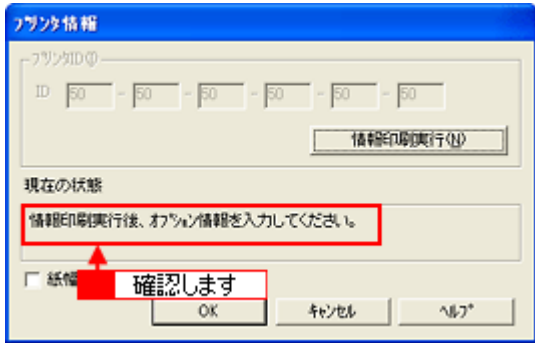 プリンタ情報
プリンタID(I)
ID 50 - 50 - 50 - 50 - 50 - 50
情報印刷実行(N)
現在の状態
情報印刷実行後、オプション情報を入力してください。
紙幅
確認します
OK キャンセル ヘルプ